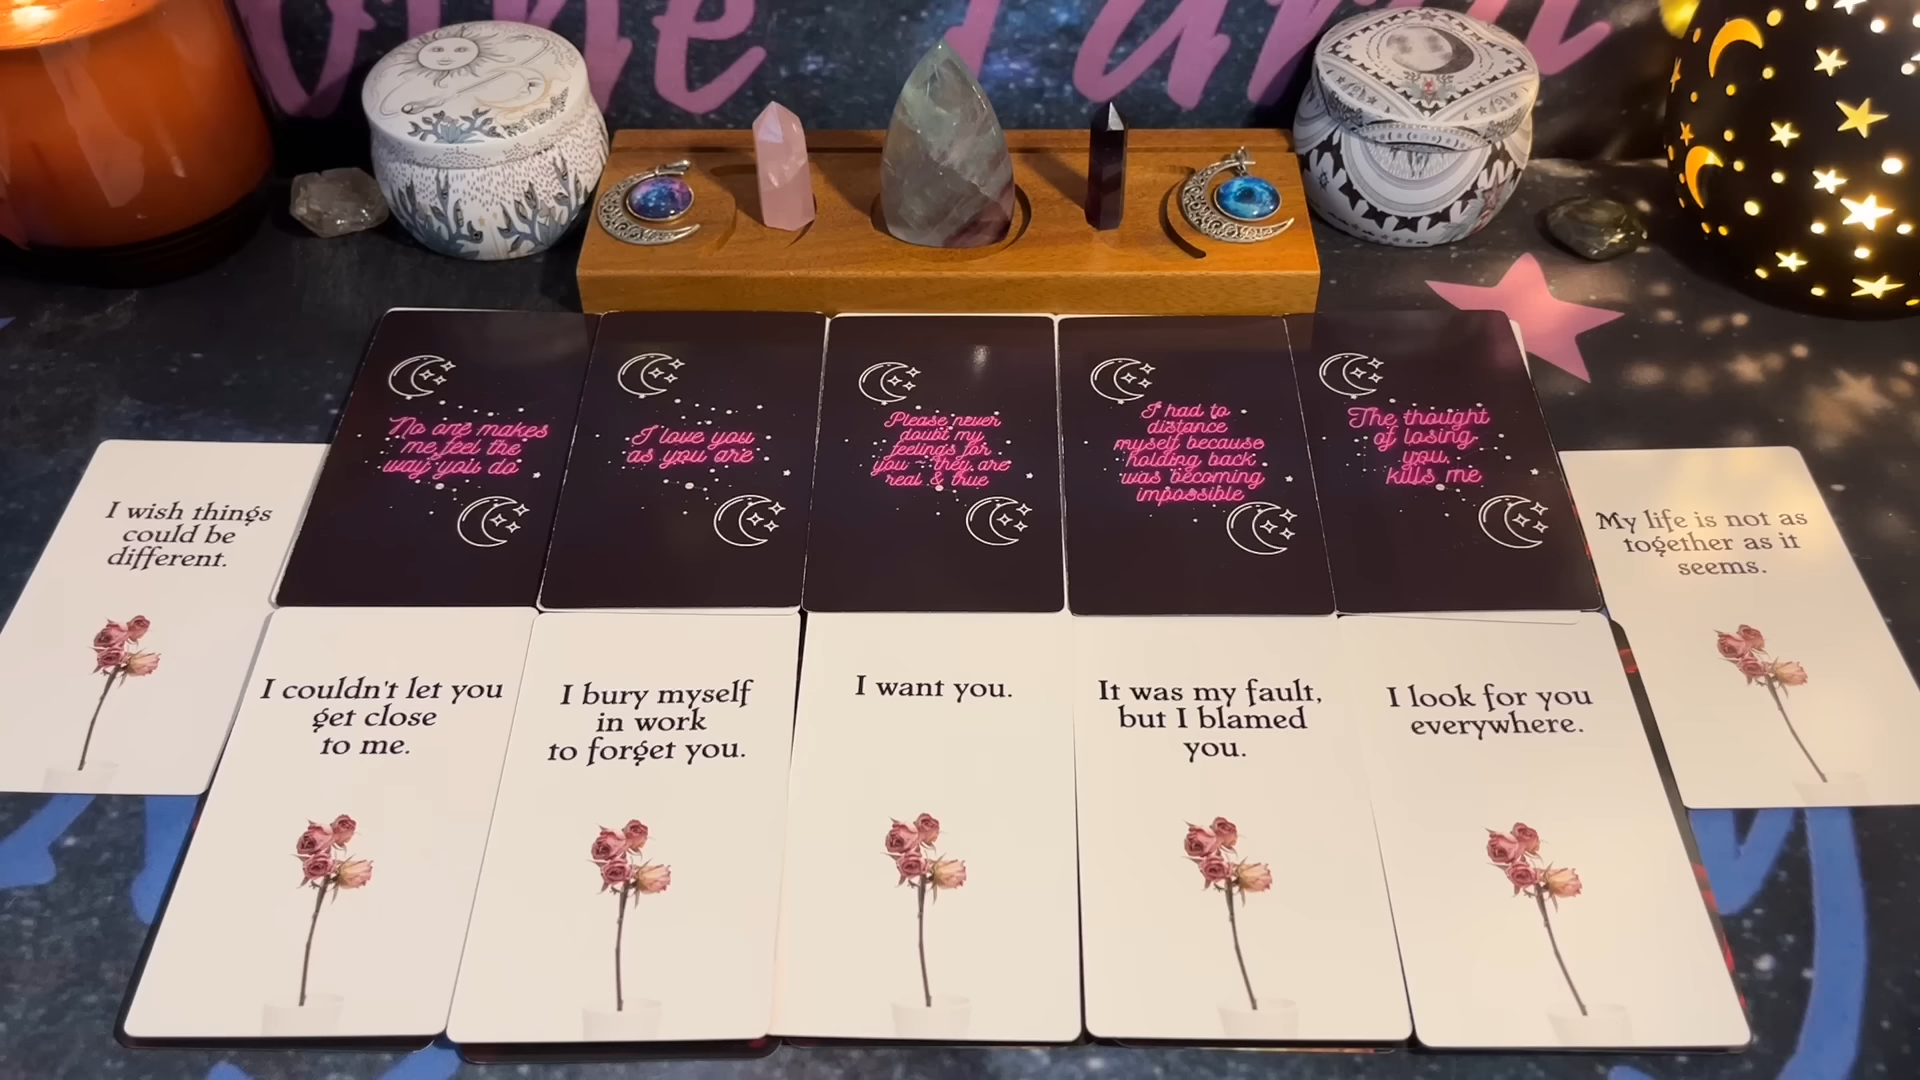 No one makes
me feel the
way you do
I love you
as you are
Please never
doubt my
feelings for
you ~ they are
real & true
I had to
distance
myself because
holding back
was becoming
impossible
The thought
of losing
you,
kills me
I wish things
could be
different.
My life is not as
together as it
seems.
I couldn't let you
get close
to me.
I bury myself
in work
to forget you.
I want you.
It was my fault,
but I blamed
you.
I look for you
everywhere.